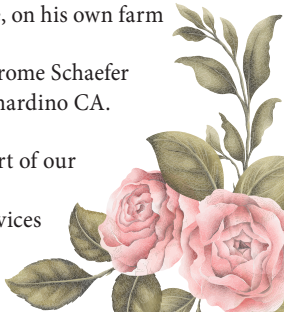 , on his own farm
rome Schaefer
nardino CA.
rt of our
vices